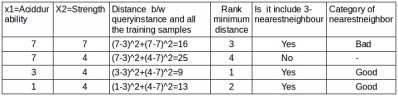 x1=Aciddur ability X2=Strength Distance b/w queryinstance and all the training samples Rank minimum distance Is it include 3-nearestneighbour Category of nearestneighbor
7 7 (7-3)^2+(7-7)^2=16 3 Yes Bad
7 4 (7-3)^2+(4-7)^2=25 4 No -
3 4 (3-3)^2+(4-7)^2=9 1 Yes Good
1 4 (1-3)^2+(4-7)^2=13 2 Yes Good